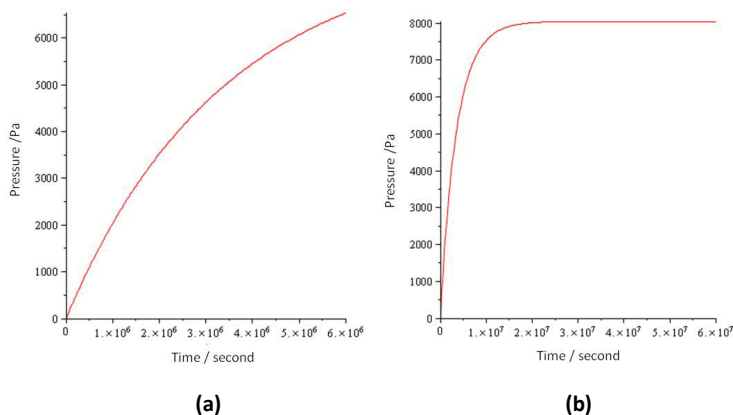 6000
5000
4000
3000
2000
1000
0
Pressure /Pa
0 1.×10⁶ 2.×10⁶ 3.×10⁶ 4.×10⁶ 5.×10⁶ 6.×10⁶
Time / second
(a)
8000
7000
6000
5000
4000
3000
2000
1000
0
Pressure /Pa
0 1.×10⁷ 2.×10⁷ 3.×10⁷ 4.×10⁷ 5.×10⁷ 6.×10⁷
Time / second
(b)